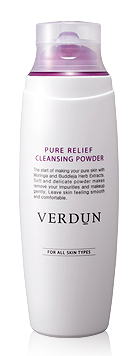 PURE RELIEF
CLEANSING POWDER
The start of making your pure skin with
Moringa and Buddleia Herb Extracts.
Soft and delicate powder makes
remove your impurities and makeup
gently. Leave skin feeling smooth
and comfortable.
VERDUN
FOR ALL SKIN TYPES